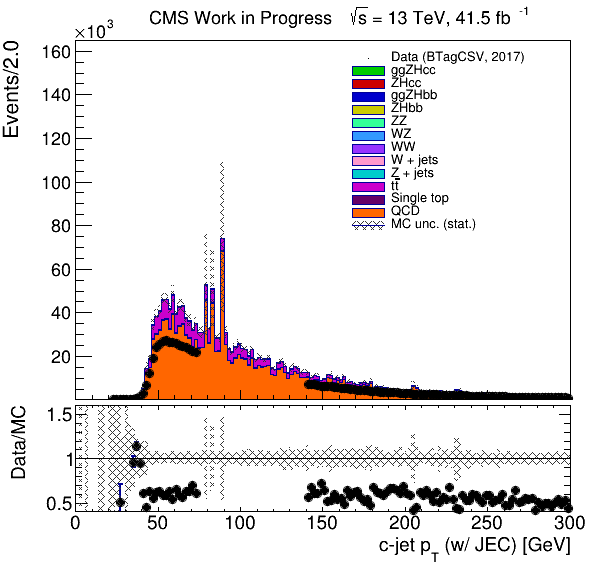 CMS Work in Progress √s = 13 TeV, 41.5 fb⁻¹
×10³
Events/2.0
160
140
120
100
80
60
40
20
Data (BTagCSV, 2017)
ggZHcc
ZHcc
ggZHbb
ZHbb
ZZ
WZ
WW
W + jets
Z + jets
tt̅
Single top
QCD
MC unc. (stat.)
Data/MC
1.5
1
0.5
0 50 100 150 200 250 300
c-jet p_T (w/ JEC) [GeV]